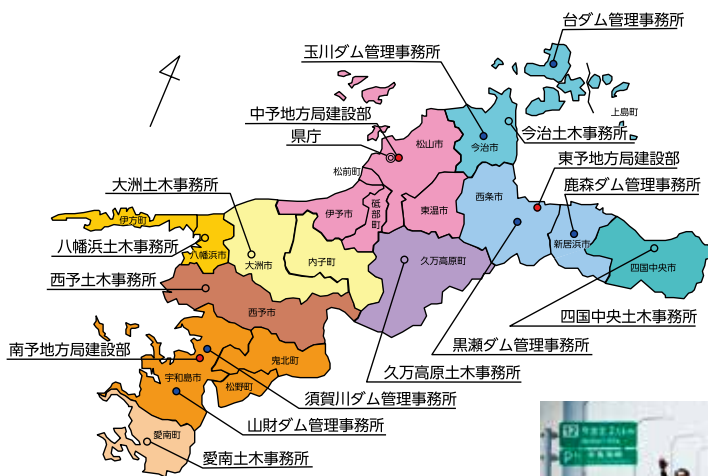 台ダム管理事務所
玉川ダム管理事務所
上島町
中予地方局建設部
今治土木事務所
県庁
松山市
今治市
東予地方局建設部
松前町
大洲土木事務所
鹿森ダム管理事務所
西条市
伊予市
砥部町
東温市
伊方町
新居浜市
八幡浜土木事務所
八幡浜市
大洲市
内子町
久万高原町
四国中央市
西予土木事務所
西予市
四国中央土木事務所
南予地方局建設部
黒瀬ダム管理事務所
鬼北町
宇和島市
松野町
久万高原土木事務所
須賀川ダム管理事務所
山財ダム管理事務所
愛南町
愛南土木事務所
12
P